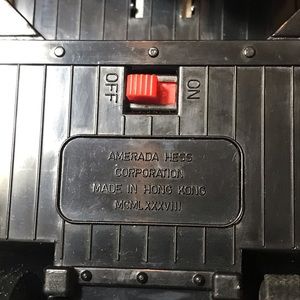 OFF
ON
AMERADA HESS
CORPORATION
MADE IN HONG KONG
MCMLXXXVIII